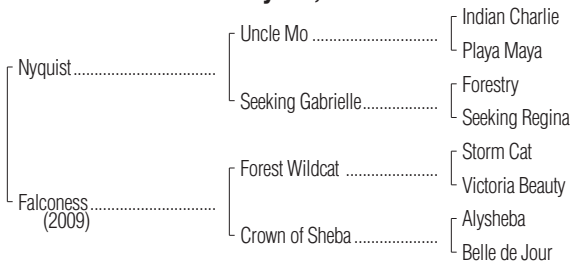 Indian Charlie
Uncle Mo ................................
Playa Maya
Nyquist ..................................
Forestry
Seeking Gabrielle ...................
Seeking Regina
Storm Cat
Forest Wildcat .......................
Victoria Beauty
Falconess ..............................
(2009)
Alysheba
Crown of Sheba .....................
Belle de Jour